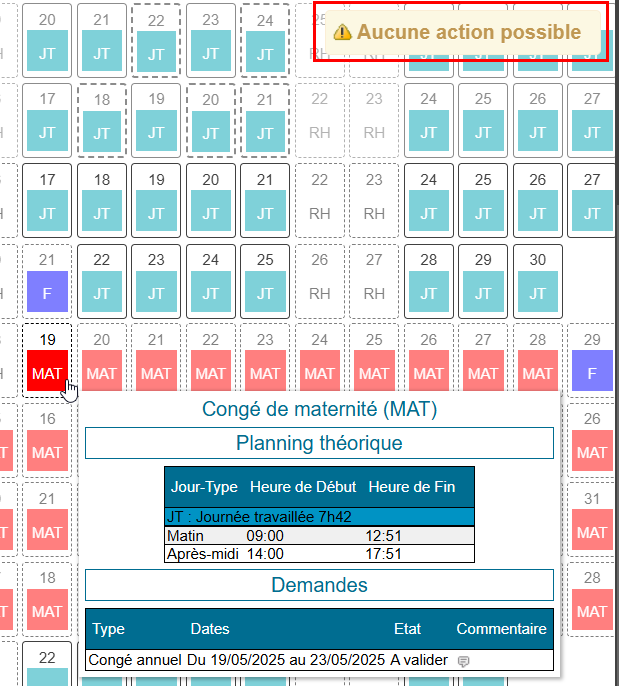 20 21 22 23 24 25
Aucune action possible
JT JT JT JT JT RH RH JT JT JT JT
17 18 19 20 21 22 23 24 25 26 27
JT JT JT JT JT RH RH JT JT JT JT
17 18 19 20 21 22 23 24 25 26 27
JT JT JT JT JT RH RH JT JT JT JT
21 22 23 24 25 26 27 28 29 30
F JT JT JT JT RH RH JT JT JT
19 20 21 22 23 24 25 26 27 28 29
MAT MAT MAT MAT MAT MAT MAT MAT MAT MAT F
Congé de maternité (MAT)
16 26
Planning théorique
MAT MAT
Jour-Type Heure de Début Heure de Fin
21 31
JT : Journée travaillée 7h42
MAT MAT
Matin 09:00 12:51
Après-midi 14:00 17:51
18 28
Demandes
MAT MAT
Type Dates Etat Commentaire
22
Congé annuel Du 19/05/2025 au 23/05/2025 A valider